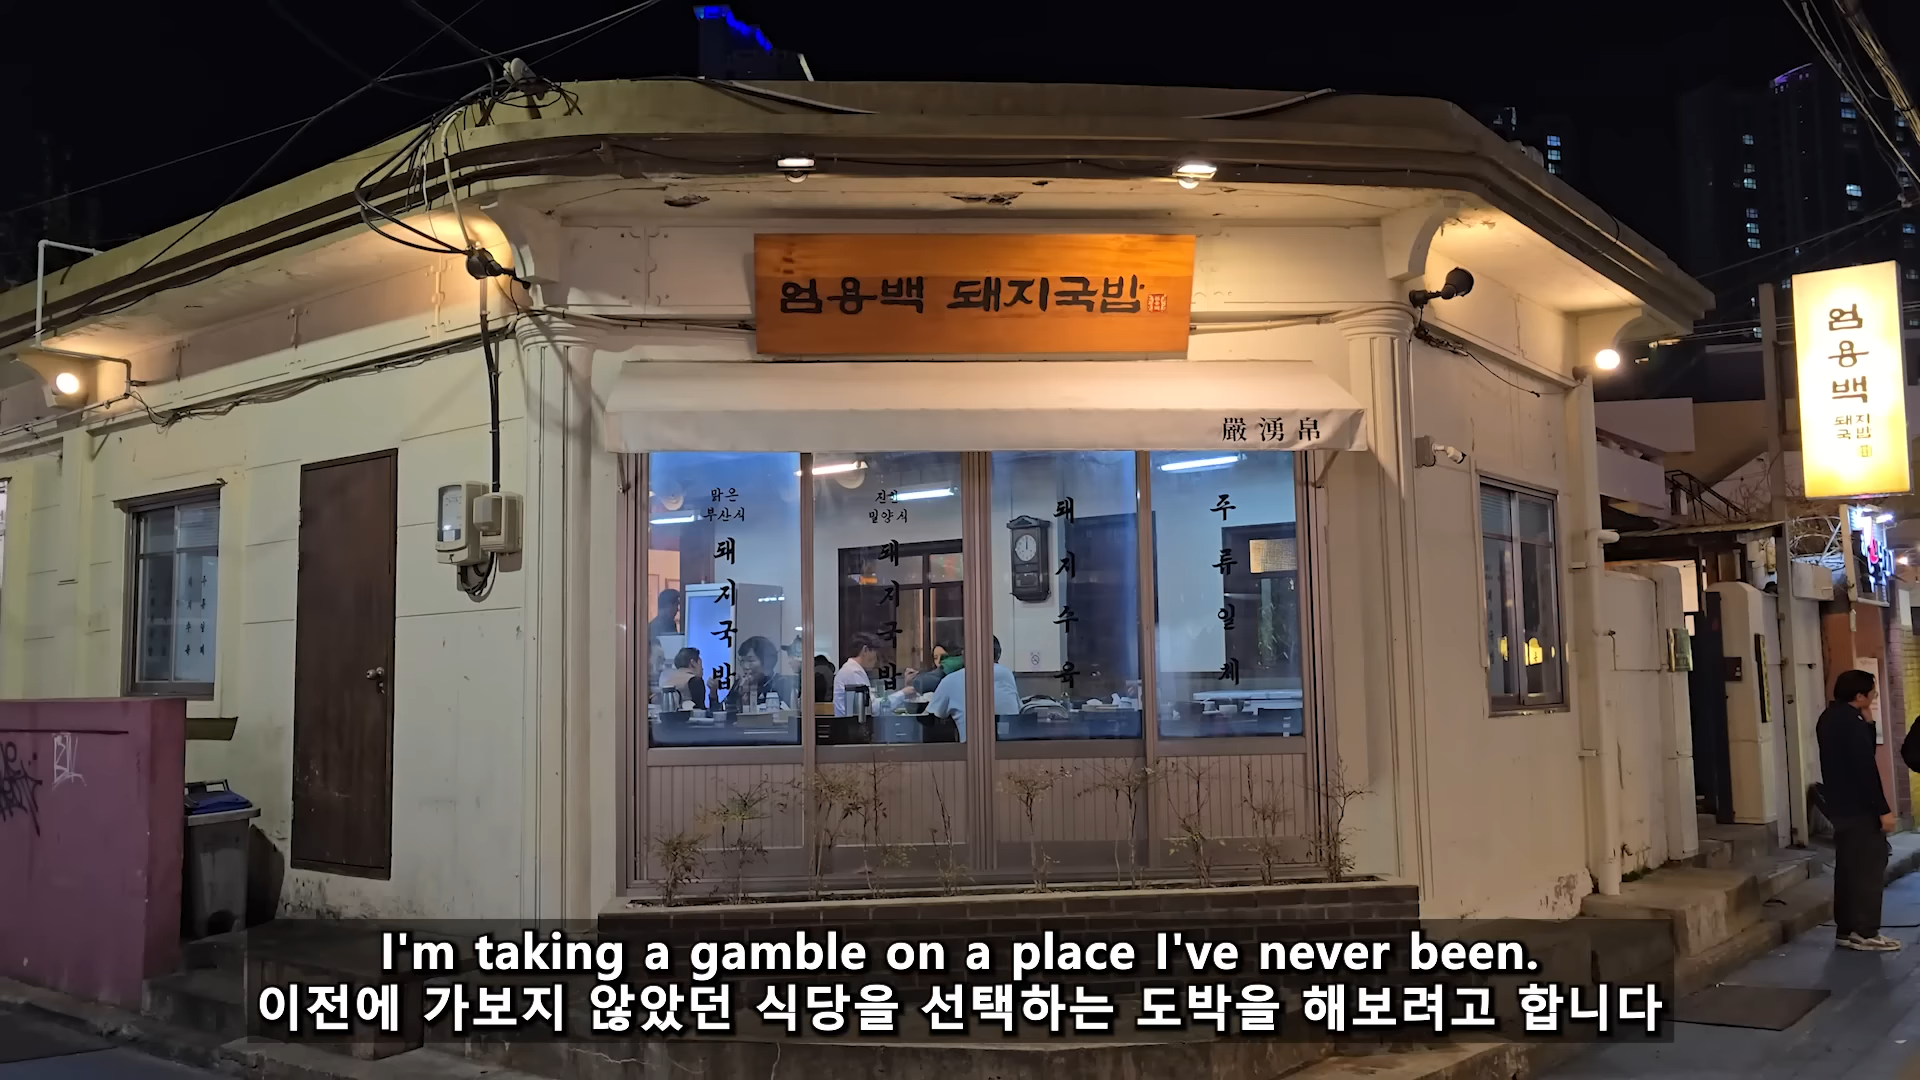 엄용백 돼지국밥
엄용백
돼지
국밥
嚴湧帛
맑은
부산식
돼지국밥
진한
밀양식
돼지국밥
돼지수육
주류일체
I'm taking a gamble on a place I've never been.
이전에 가보지 않았던 식당을 선택하는 도박을 해보려고 합니다